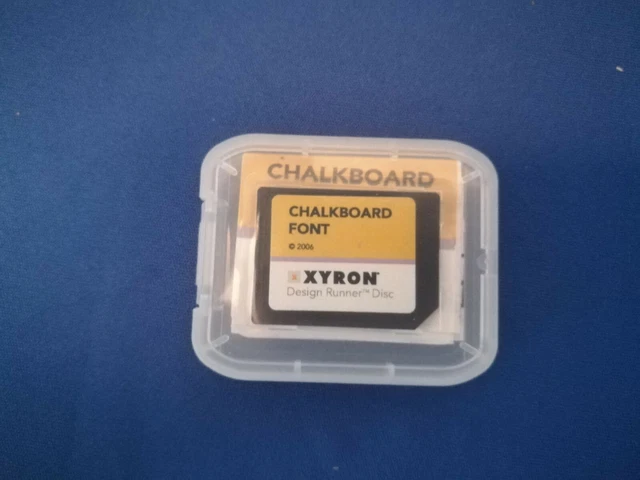 CHALKBOARD
CHALKBOARD
FONT
© 2006
XYRON
Design Runner™ Disc